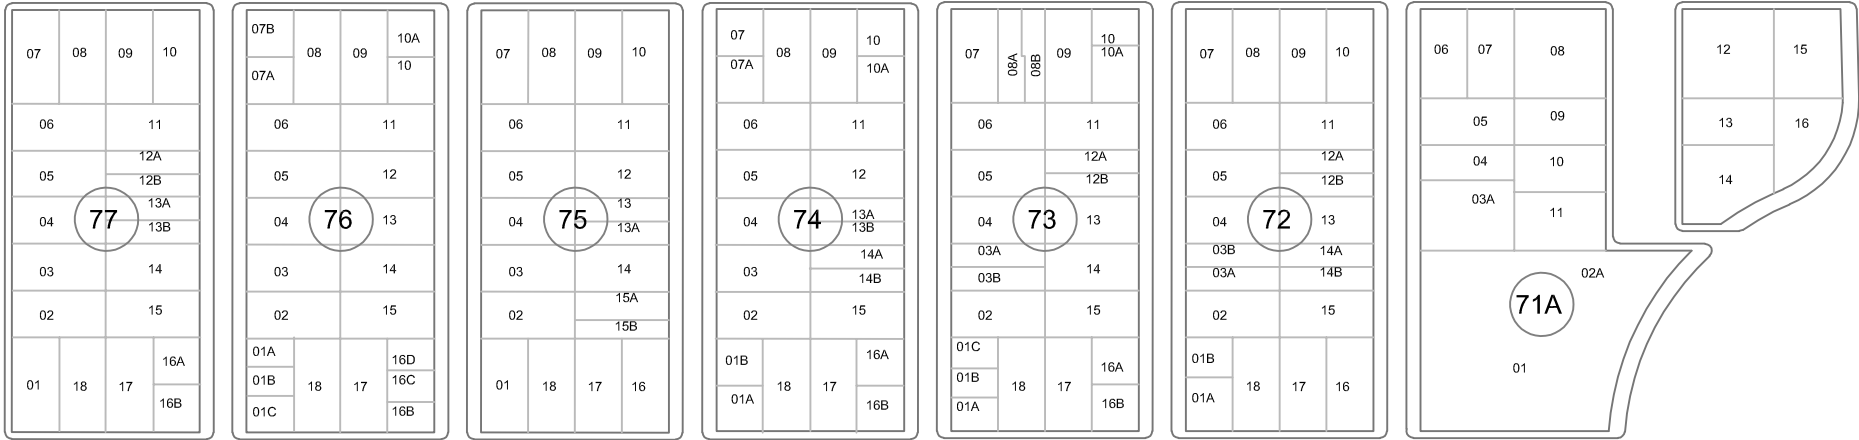 07 08 09 10
06 11
12A
05 12B
13A
04 77 13B
03 14
02 15
16A
01 18 17
16B
07B
08 09 10A
07A 10
06 11
05 12
04 76 13
03 14
02 15
01A 16D
01B 18 17 16C
01C 16B
07 08 09 10
06 11
05 12
13
04 75 13A
03 14
15A
02 15B
01 18 17 16
07 08 09 10
07A 10A
06 11
05 12
13A
04 74 13B
14A
03 14B
02 15
01B 16A
18 17
01A 16B
07 08A 08B 09 10
10A
06 11
12A
05 12B
04 73 13
03A
03B 14
02 15
01C
01B 18 17 16A
01A 16B
07 08 09 10
06 11
12A
05 12B
04 72 13
03B 14A
03A 14B
02 15
01B
18 17 16
01A
06 07 08
05 09
04 10
03A 11
02A
71A
01
12 15
13 16
14